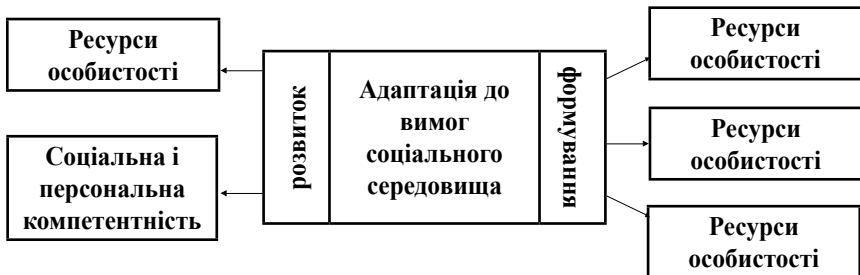 Ресурси
особистості
Соціальна і
персональна
компетентність
розвиток
Адаптація до
вимог
соціального
середовища
формування
Ресурси
особистості
Ресурси
особистості
Ресурси
особистості